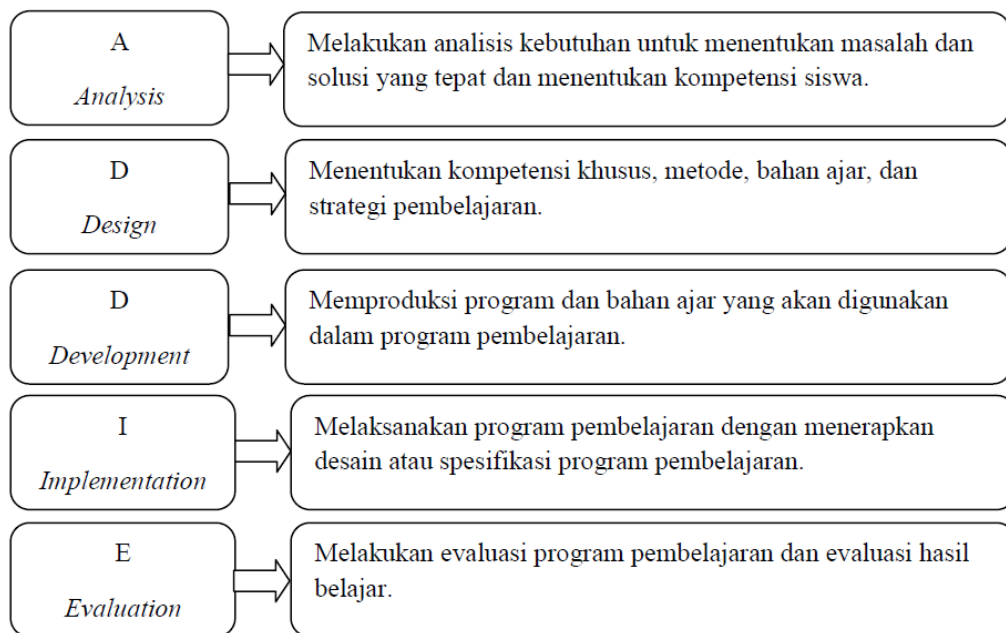 A
Analysis
Melakukan analisis kebutuhan untuk menentukan masalah dan
solusi yang tepat dan menentukan kompetensi siswa.
D
Design
Menentukan kompetensi khusus, metode, bahan ajar, dan
strategi pembelajaran.
D
Development
Memproduksi program dan bahan ajar yang akan digunakan
dalam program pembelajaran.
I
Implementation
Melaksanakan program pembelajaran dengan menerapkan
desain atau spesifikasi program pembelajaran.
E
Evaluation
Melakukan evaluasi program pembelajaran dan evaluasi hasil
belajar.